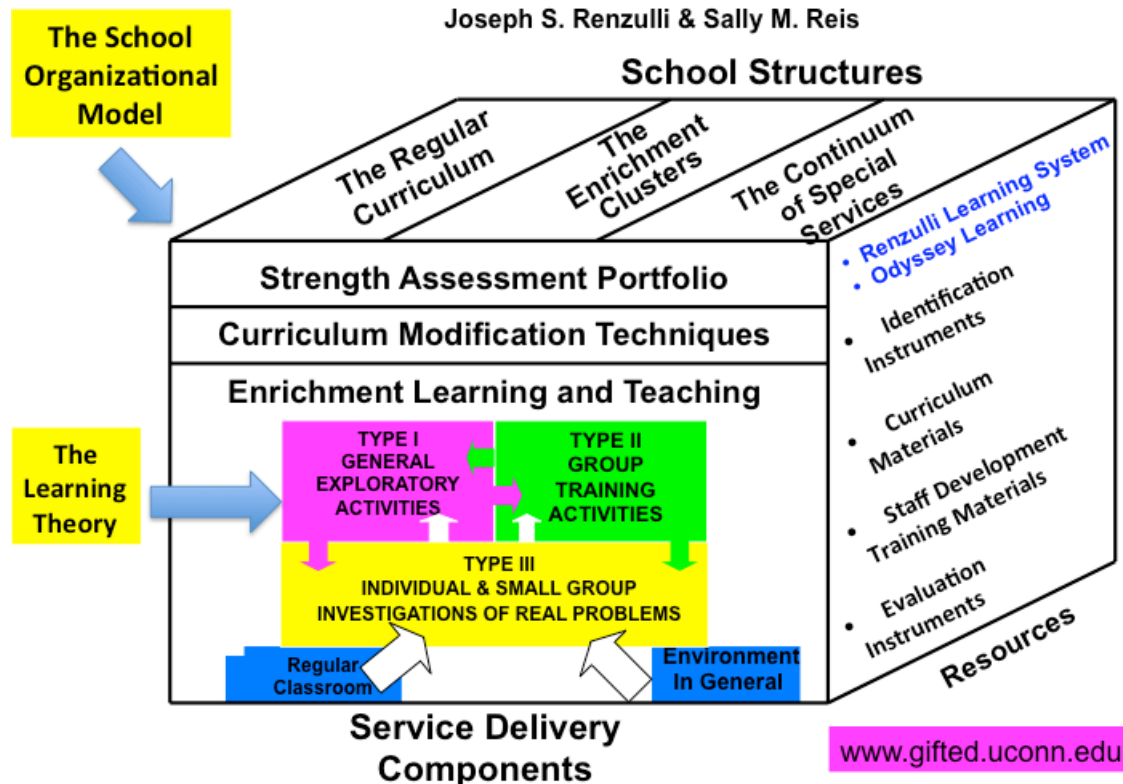 Joseph S. Renzulli & Sally M. Reis
The School
Organizational
Model
School Structures
The Regular
Curriculum
The
Enrichment
Clusters
The Continuum
of Special
Services
• Renzulli Learning System
• Odyssey Learning
• Identification
Instruments
• Curriculum
Materials
• Staff Development
Training Materials
• Evaluation
Instruments
Resources
Strength Assessment Portfolio
Curriculum Modification Techniques
Enrichment Learning and Teaching
The
Learning
Theory
TYPE I
GENERAL
EXPLORATORY
ACTIVITIES
TYPE II
GROUP
TRAINING
ACTIVITIES
TYPE III
INDIVIDUAL & SMALL GROUP
INVESTIGATIONS OF REAL PROBLEMS
Regular
Classroom
Environment
In General
Service Delivery
Components
www.gifted.uconn.edu